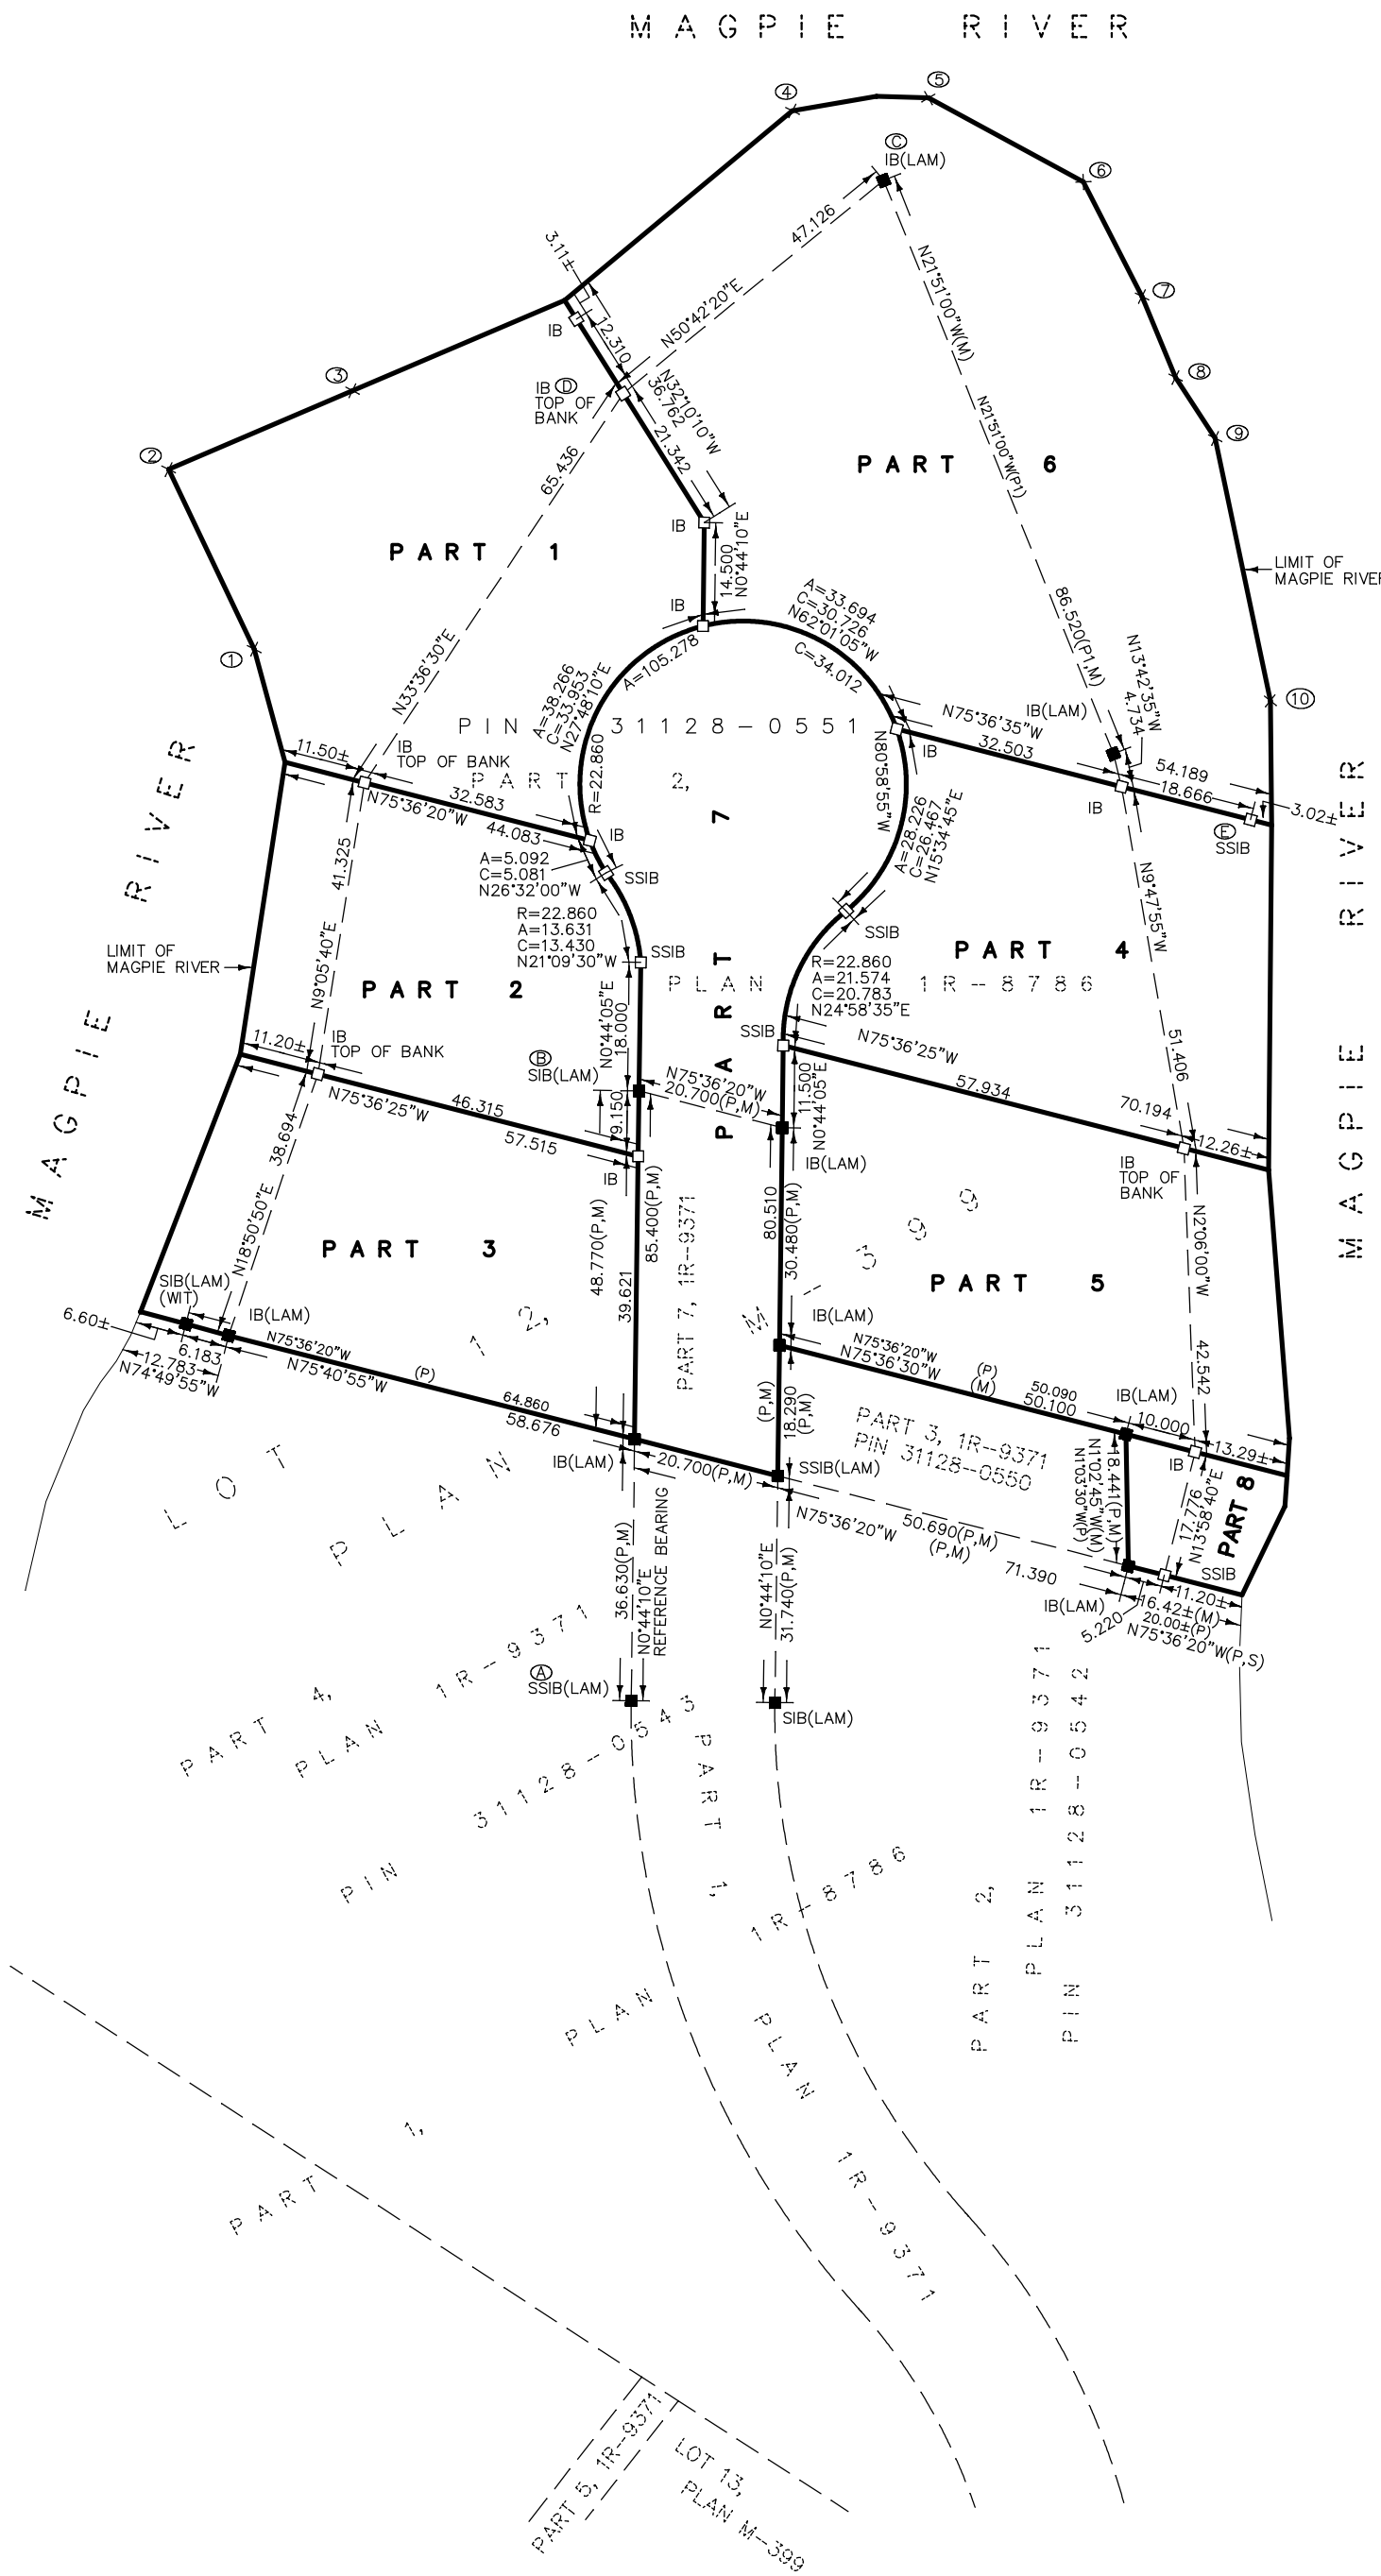 MAGPIE RIVER
④
⑤
Ⓒ
IB(LAM)
⑥
47.126
3.11±
N21°51'00"W(M)
⑦
N50°42'20"E
12.310
IB
③
IB Ⓓ
TOP OF
BANK
N32°10'10"W
36.762
21.342
N21°51'00"W(P1)
⑧
⑨
②
65.436
PART 6
IB
PART 1
14.500
N0°44'10"E
LIMIT OF
MAGPIE RIVER
IB
A=33.694
C=30.726
N62°01'05"W
C=34.012
86.520(P1,M)
①
N33°36'30"E
A=105.278
A=38.266
C=33.953
N27°48'10"E
N13°42'35"W
4.734
⑩
IB(LAM)
N75°36'35"W
32.503
IB
PIN 31128-0551
11.50±
IB
TOP OF BANK
R=22.860
N80°58'55"W
54.189
18.666
3.02±
IB
Ⓔ
SSIB
PART 2,
32.583
N75°36'20"W
44.083
IB
A=5.092
C=5.081
N26°32'00"W
SSIB
A=28.226
C=26.467
N15°34'45"E
SSIB
MAGPIE RIVER
MAGPIE RIVER
41.325
N9°05'40"E
R=22.860
A=13.631
C=13.430
N21°09'30"W
SSIB
N9°47'55"W
LIMIT OF
MAGPIE RIVER
PART 4
PART 2
PLAN 1R-8786
R=22.860
A=21.574
C=20.783
N24°58'35"E
SSIB
PART 7
11.20±
IB
TOP OF BANK
N0°44'05"E
18.000
Ⓑ
SIB(LAM)
N75°36'20"W
20.700(P,M)
11.500
N0°44'05"E
N75°36'25"W
57.934
51.406
N75°36'25"W
46.315
57.515
9.150
IB
IB(LAM)
70.194
12.26±
IB
TOP OF
BANK
38.694
N18°50'50"E
PART 3
48.770(P,M)
39.621
85.400(P,M)
PART 7, 1R-9371
80.510
30.480(P,M)
PART 5
N2°06'00"W
42.542
SIB(LAM)
(WIT)
IB(LAM)
6.60±
6.183
12.783
N74°49'55"W
N75°36'20"W
N75°40'55"W
(P)
64.860
58.676
IB(LAM)
N75°36'20"W
N75°36'30"W
(P)
(M)
50.090
50.100
IB(LAM)
10.000
13.29±
IB
(P,M)
18.290
(P,M)
PART 3, 1R-9371
PIN 31128-0550
18.441(P,M)
N1°02'45"W(M)
N1°03'30"W(P)
17.776
N13°58'40"E
PART 8
IB(LAM)
20.700(P,M)
SSIB(LAM)
N75°36'20"W
50.690(P,M)
(P,M)
71.390
IB(LAM)
5.220
SSIB
11.20±
16.42±(M)
20.00±(P)
N75°36'20"W(P,S)
LOT 12,
PLAN M-399
36.630(P,M)
N0°44'10"E
REFERENCE BEARING
N0°44'10"E
31.740(P,M)
Ⓐ
SSIB(LAM)
SIB(LAM)
PART 4,
PLAN 1R-9371
PIN 31128-0543
PART 1,
PLAN 1R-9371
PART 2,
PLAN 1R-9371
PIN 31128-0542
PART 1,
PLAN 1R-8786
PART 5, 1R-9371
LOT 13,
PLAN M-399